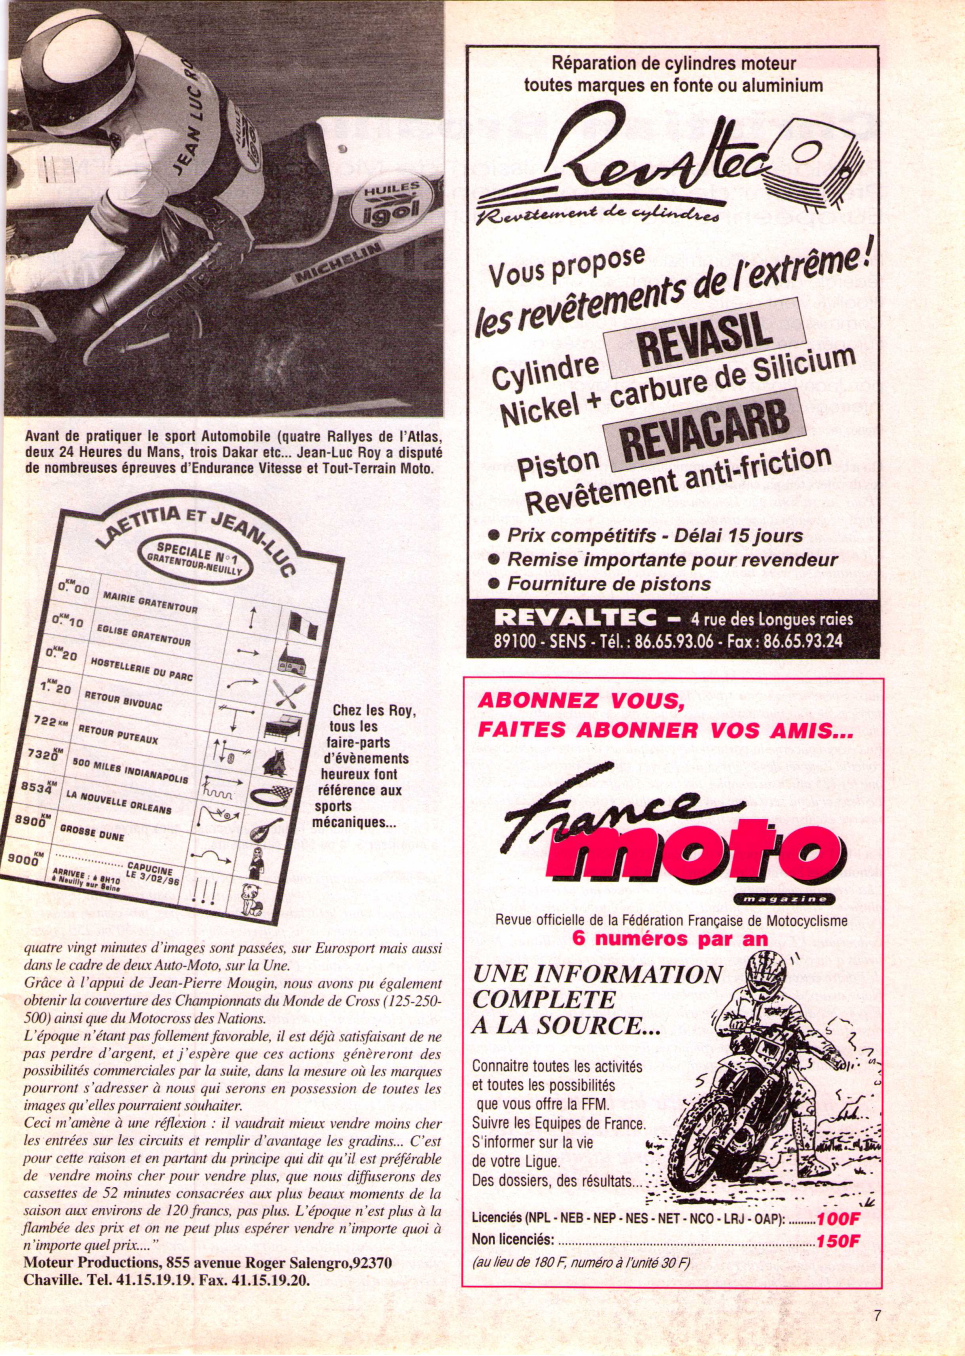 JEAN LUC RO
HUILES
igol
HUILES
igol
MICHELIN
Avant de pratiquer le sport Automobile (quatre Rallyes de l'Atlas,
deux 24 Heures du Mans, trois Dakar etc... Jean-Luc Roy a disputé
de nombreuses épreuves d'Endurance Vitesse et Tout-Terrain Moto.
LAETITIA ET JEAN-LUC
SPECIALE N°1
GRATENTOUR-NEUILLY
0.KM00 MAIRIE GRATENTOUR
0.KM10 EGLISE GRATENTOUR
0.KM20 HOSTELLERIE DU PARC
1.KM20 RETOUR BIVOUAC
722 KM RETOUR PUTEAUX
7320KM 500 MILES INDIANAPOLIS
8534KM LA NOUVELLE ORLEANS
8900KM GROSSE DUNE
9000KM ..................... CAPUCINE
LE 3/02/96
ARRIVEE : à 8H10
à Neuilly sur Seine
Chez les Roy,
tous les
faire-parts
d'évènements
heureux font
référence aux
sports
mécaniques...
quatre vingt minutes d'images sont passées, sur Eurosport mais aussi
dans le cadre de deux Auto-Moto, sur la Une.
Grâce à l'appui de Jean-Pierre Mougin, nous avons pu également
obtenir la couverture des Championnats du Monde de Cross (125-250-
500) ainsi que du Motocross des Nations.
L'époque n'étant pas follement favorable, il est déjà satisfaisant de ne
pas perdre d'argent, et j'espère que ces actions génèreront des
possibilités commerciales par la suite, dans la mesure où les marques
pourront s'adresser à nous qui serons en possession de toutes les
images qu'elles pourraient souhaiter.
Ceci m'amène à une réflexion : il vaudrait mieux vendre moins cher
les entrées sur les circuits et remplir d'avantage les gradins... C'est
pour cette raison et en partant du principe qui dit qu'il est préférable
de vendre moins cher pour vendre plus, que nous diffuserons des
cassettes de 52 minutes consacrées aux plus beaux moments de la
saison aux environs de 120 francs, pas plus. L'époque n'est plus à la
flambée des prix et on ne peut plus espérer vendre n'importe quoi à
n'importe quel prix...."
Moteur Productions, 855 avenue Roger Salengro,92370
Chaville. Tel. 41.15.19.19. Fax. 41.15.19.20.
Réparation de cylindres moteur
toutes marques en fonte ou aluminium
Revaltec
Revêtement de cylindres
Vous propose
les revêtements de l'extrême!
Cylindre REVASIL
Nickel + carbure de Silicium
Piston REVACARB
Revêtement anti-friction
● Prix compétitifs - Délai 15 jours
● Remise importante pour revendeur
● Fourniture de pistons
REVALTEC – 4 rue des Longues raies
89100 - SENS - Tél. : 86.65.93.06 - Fax : 86.65.93.24
ABONNEZ VOUS,
FAITES ABONNER VOS AMIS...
France
moto
magazine
Revue officielle de la Fédération Française de Motocyclisme
6 numéros par an
UNE INFORMATION
COMPLETE
A LA SOURCE...
Connaitre toutes les activités
et toutes les possibilités
que vous offre la FFM.
Suivre les Equipes de France.
S'informer sur la vie
de votre Ligue.
Des dossiers, des résultats...
Licenciés (NPL - NEB - NEP - NES - NET - NCO - LRJ - OAP): .........100F
Non licenciés: ..................................................................150F
(au lieu de 180 F, numéro à l'unité 30 F)
7